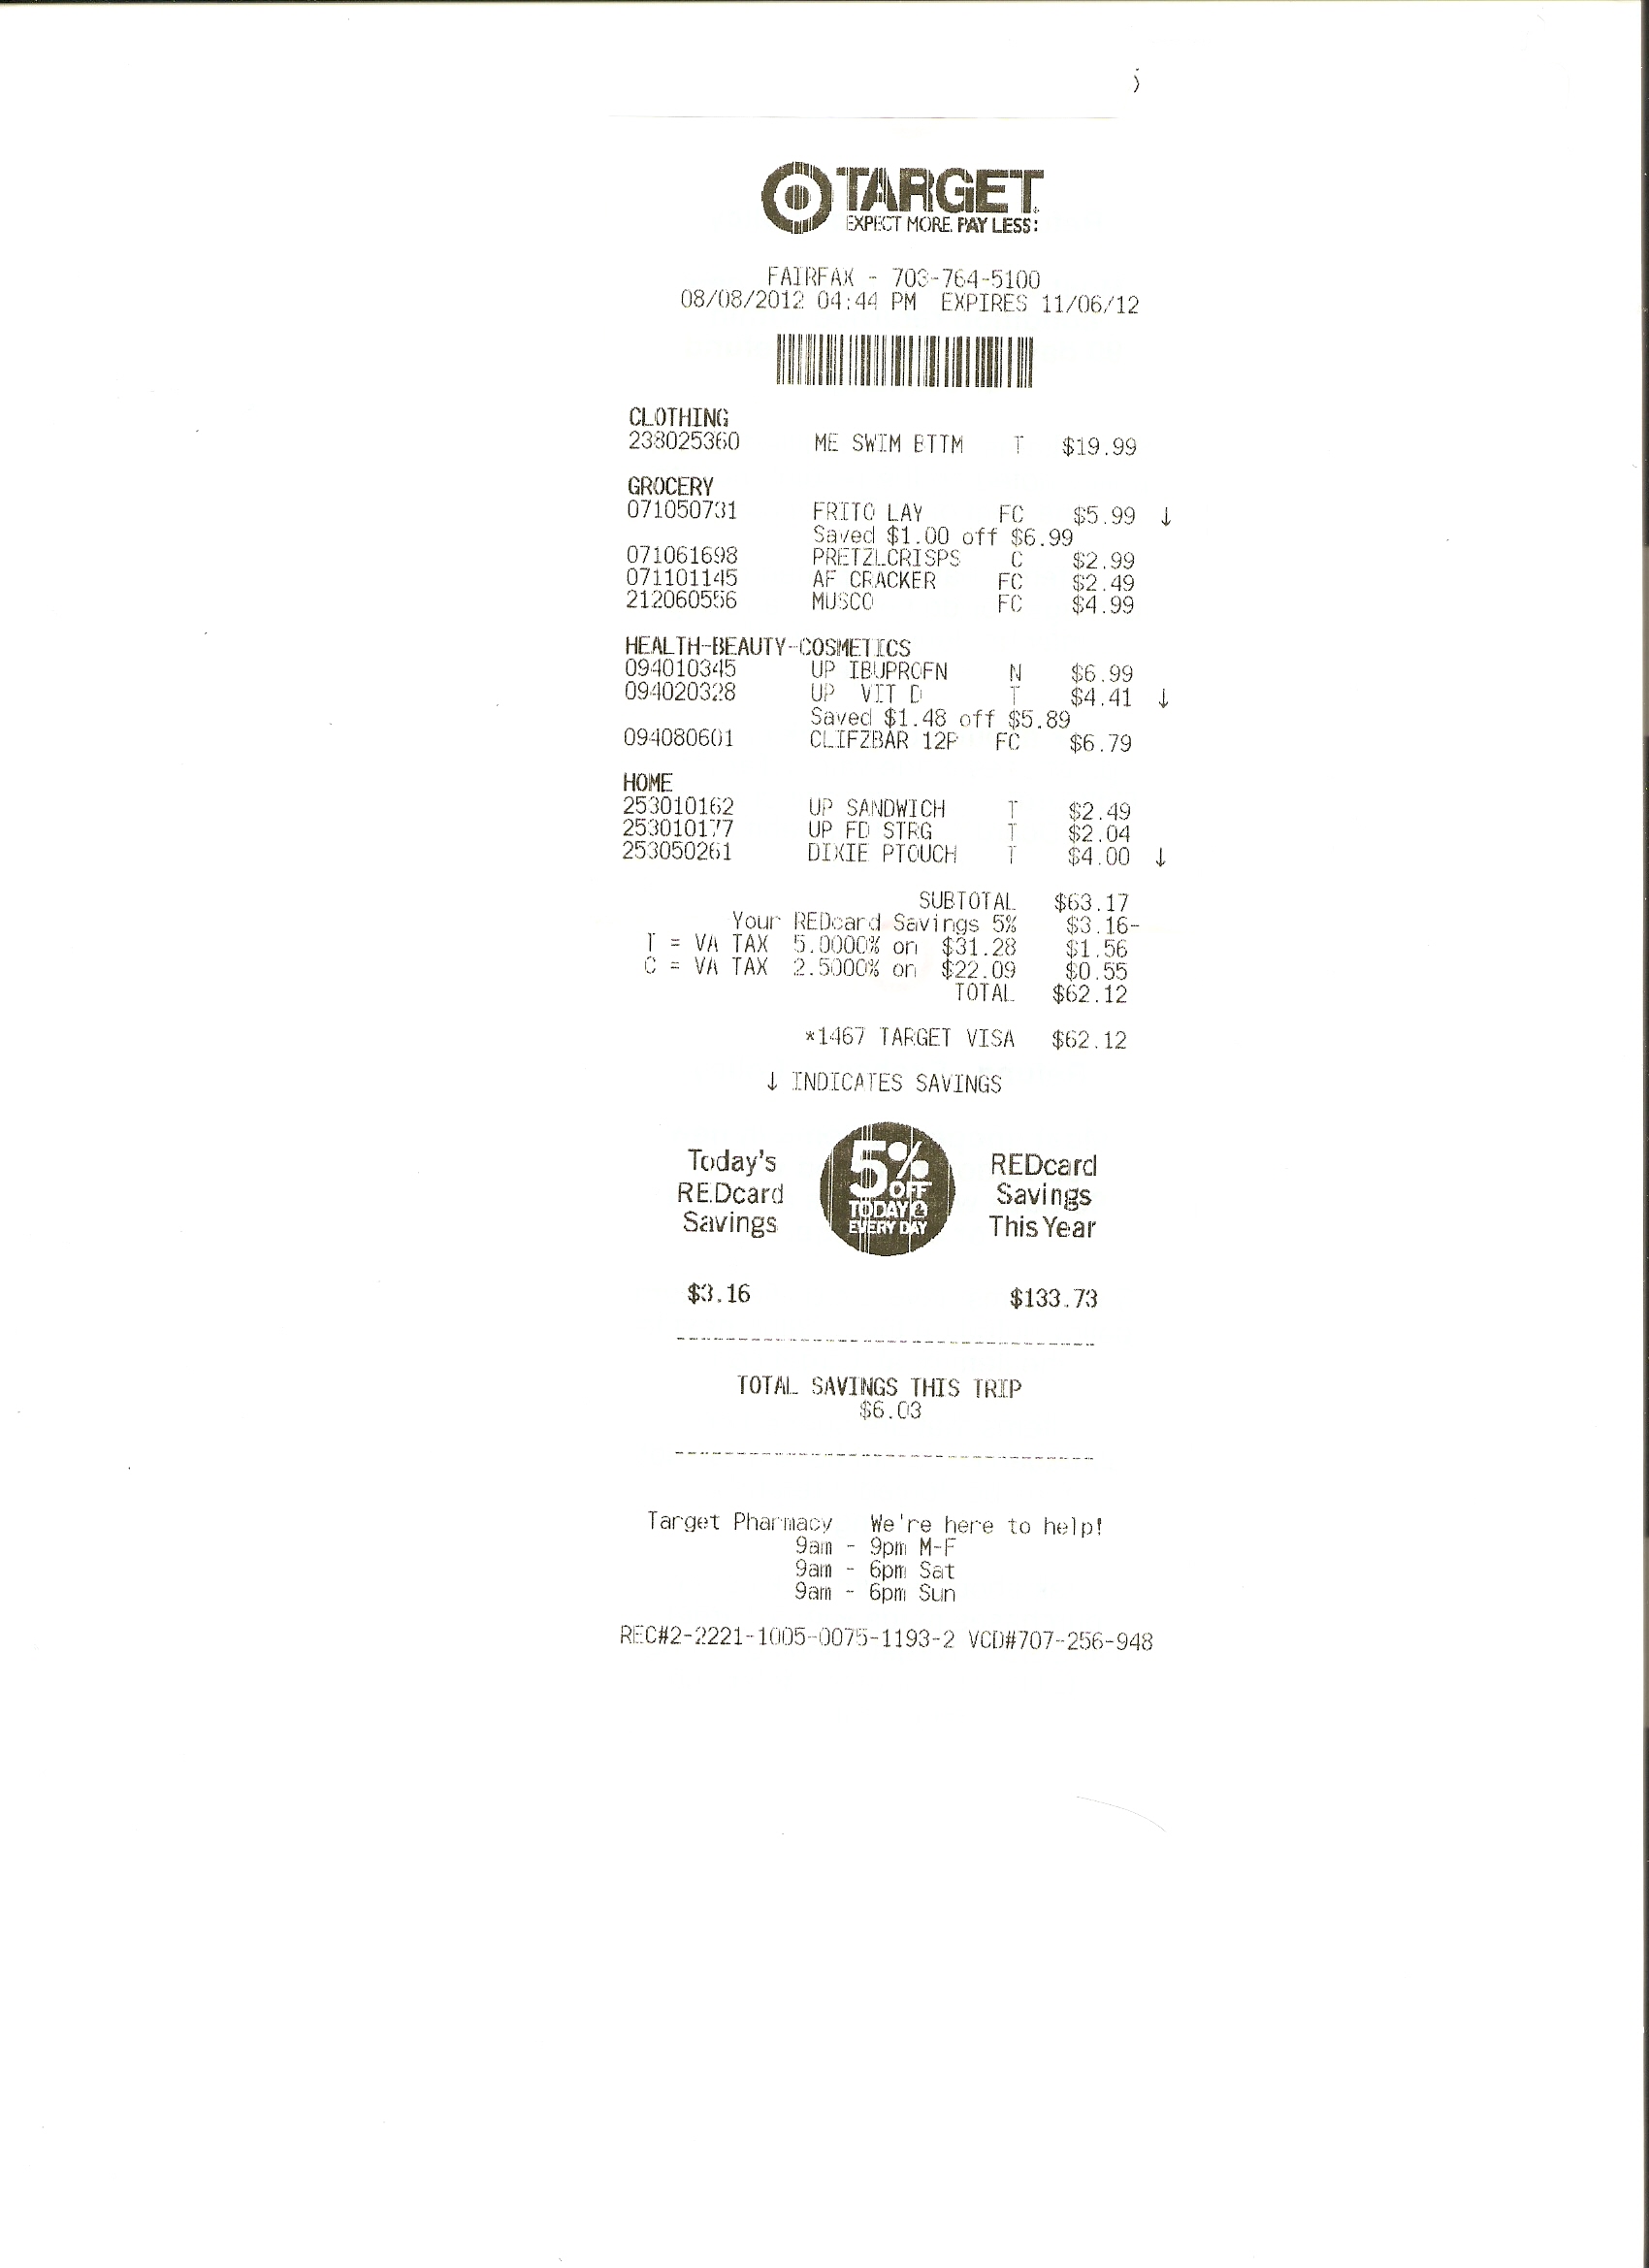 TARGET
EXPECT MORE. PAY LESS.
FAIRFAX - 703-764-5100
08/08/2012 04:44 PM EXPIRES 11/06/12
CLOTHING
238025360 ME SWIM BTTM T $19.99
GROCERY
071050731 FRITO LAY FC $5.99 ↓
Saved $1.00 off $6.99
071061698 PRETZLCRISPS C $2.99
071101145 AF CRACKER FC $2.49
212060556 MUSCO FC $4.99
HEALTH-BEAUTY-COSMETICS
094010345 UP IBUPROFN N $6.99
094020328 UP VIT D T $4.41 ↓
Saved $1.48 off $5.89
094080601 CLIFZBAR 12P FC $6.79
HOME
253010162 UP SANDWICH T $2.49
253010177 UP FD STRG T $2.04
253050261 DIXIE PTOUCH T $4.00 ↓
SUBTOTAL $63.17
Your REDcard Savings 5% $3.16-
T = VA TAX 5.0000% on $31.28 $1.56
C = VA TAX 2.5000% on $22.09 $0.55
TOTAL $62.12
*1467 TARGET VISA $62.12
↓ INDICATES SAVINGS
Today's REDcard Savings
5% OFF TODAY & EVERY DAY
REDcard Savings This Year
$3.16 $133.73
TOTAL SAVINGS THIS TRIP
$6.03
Target Pharmacy We're here to help!
9am - 9pm M-F
9am - 6pm Sat
9am - 6pm Sun
REC#2-2221-1005-0075-1193-2 VCD#707-256-948